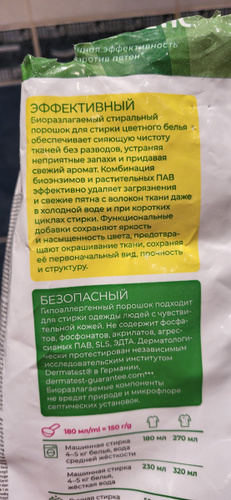 нная эффективность
против пятен*
ЭФФЕКТИВНЫЙ
Биоразлагаемый стиральный
порошок для стирки цветного белья
обеспечивает сияющую чистоту
тканей без разводов, устраняя
неприятные запахи и придавая
свежий аромат. Комбинация
биоэнзимов и растительных ПАВ
эффективно удаляет загрязнения
и свежие пятна с волокон ткани даже
в холодной воде и при коротких
циклах стирки. Функциональные
добавки сохраняют яркость
и насыщенность цвета, предотвра-
щают окрашивание ткани, сохраняя
её первоначальный вид, прочность
и структуру.
БЕЗОПАСНЫЙ
Гипоаллергенный порошок подходит
для стирки одежды людей с чувстви-
тельной кожей. Не содержит фосфа-
тов, фосфонатов, акрилатов, агрес-
сивных ПАВ, SLS, ЭДТА. Дерматологи-
чески протестирован независимым
исследовательским институтом
Dermatest® в Германии,
dermatest-guarantee.com***.
Биоразлагаемые компоненты
не вредят природе и микрофлоре
септических установок.
180 мл/ml = 150 г/g
Машинная стирка
4–5 кг белья, вода
средней жёсткости
180 мл 270 мл
Машинная стирка
4–5 кг белья,
жёсткая вода
230 мл 320 мл